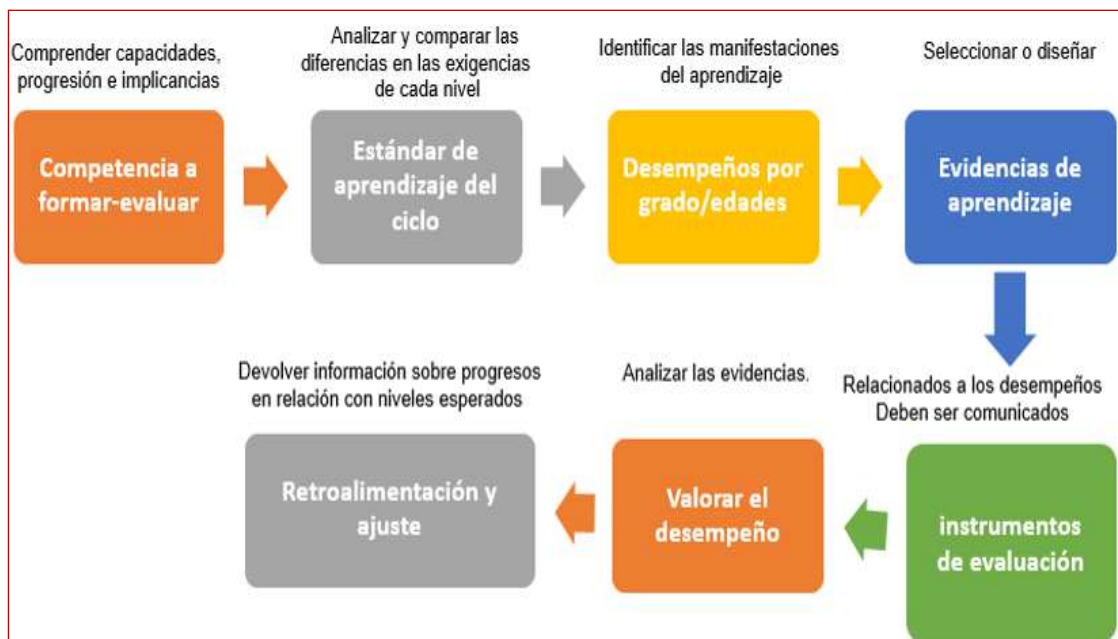 Comprender capacidades,
progresión e implicancias
Competencia a
formar-evaluar
Analizar y comparar las
diferencias en las exigencias
de cada nivel
Estándar de
aprendizaje del
ciclo
Identificar las manifestaciones
del aprendizaje
Desempeños por
grado/edades
Seleccionar o diseñar
Evidencias de
aprendizaje
Relacionados a los desempeños
Deben ser comunicados
instrumentos
de evaluación
Analizar las evidencias.
Valorar el
desempeño
Devolver información sobre progresos
en relación con niveles esperados
Retroalimentación y
ajuste